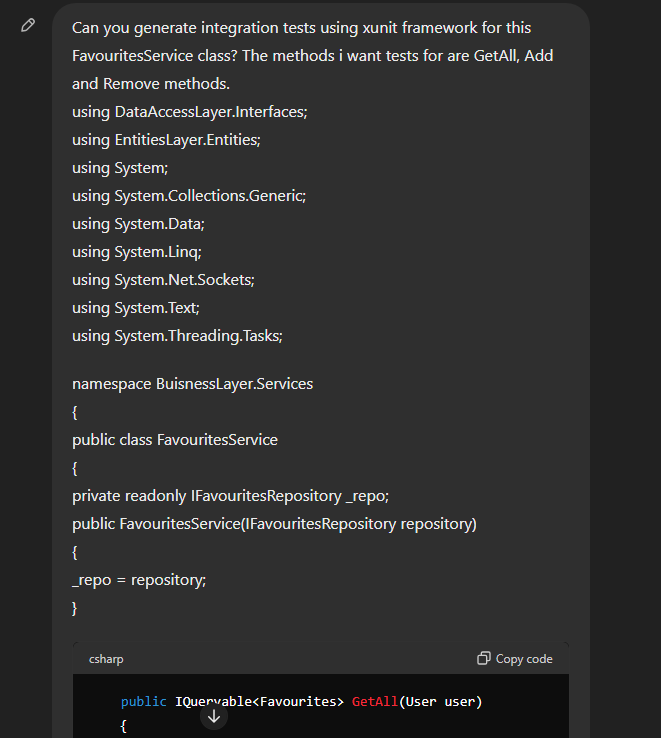 Can you generate integration tests using xunit framework for this
FavouritesService class? The methods i want tests for are GetAll, Add
and Remove methods.
using DataAccessLayer.Interfaces;
using EntitiesLayer.Entities;
using System;
using System.Collections.Generic;
using System.Data;
using System.Linq;
using System.Net.Sockets;
using System.Text;
using System.Threading.Tasks;
namespace BuisnessLayer.Services
{
public class FavouritesService
{
private readonly IFavouritesRepository _repo;
public FavouritesService(IFavouritesRepository repository)
{
_repo = repository;
}
csharp
Copy code
public IQueryable<Favourites> GetAll(User user)
{